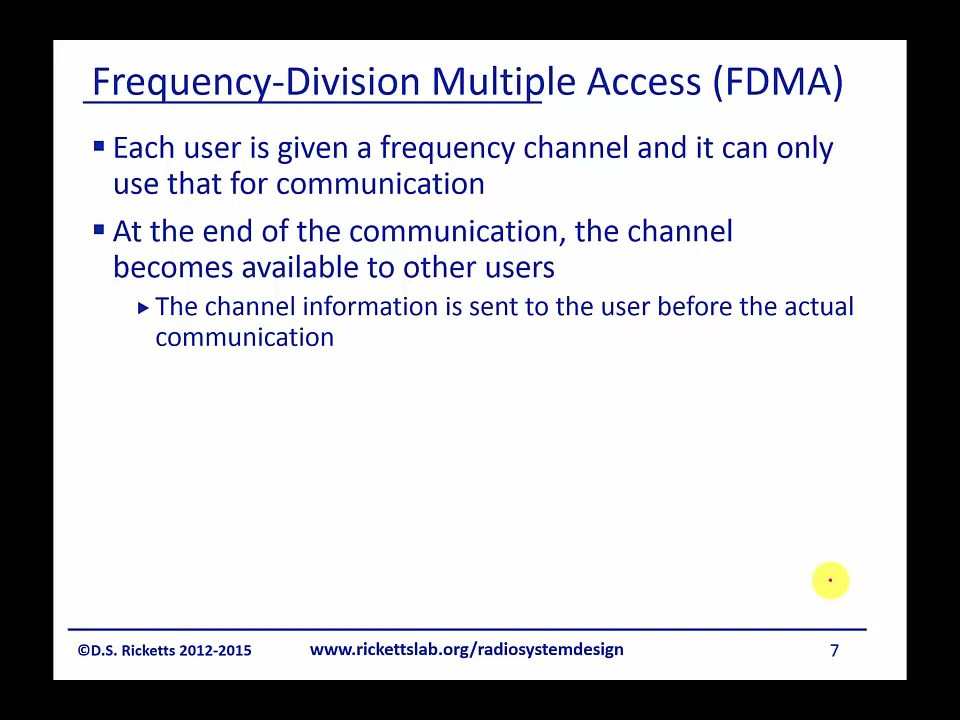 Frequency-Division Multiple Access (FDMA)
Each user is given a frequency channel and it can only
use that for communication
At the end of the communication, the channel
becomes available to other users
The channel information is sent to the user before the actual
communication
©D.S. Ricketts 2012-2015 www.rickettslab.org/radiosystemdesign 7